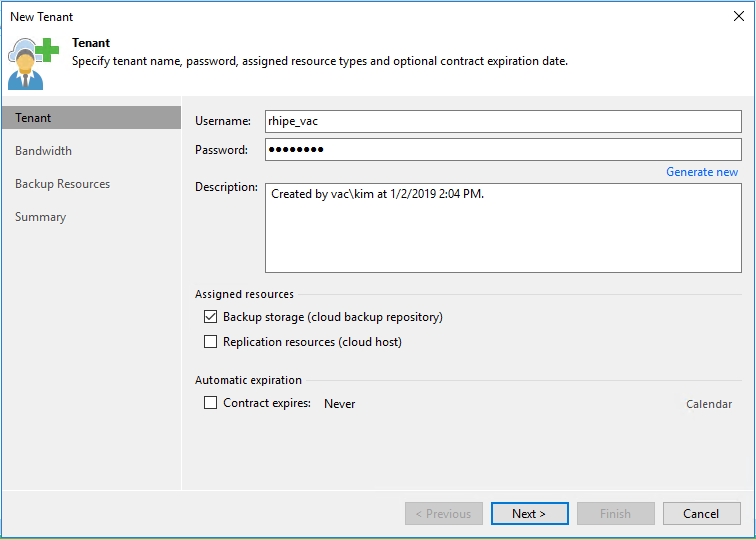 New Tenant
Tenant
Specify tenant name, password, assigned resource types and optional contract expiration date.
Tenant
Bandwidth
Backup Resources
Summary
Username:
rhipe_vac
Password:
●●●●●●●●
Generate new
Description:
Created by vac\kim at 1/2/2019 2:04 PM.
Assigned resources
Backup storage (cloud backup repository)
Replication resources (cloud host)
Automatic expiration
Contract expires: Never
Calendar
< Previous
Next >
Finish
Cancel